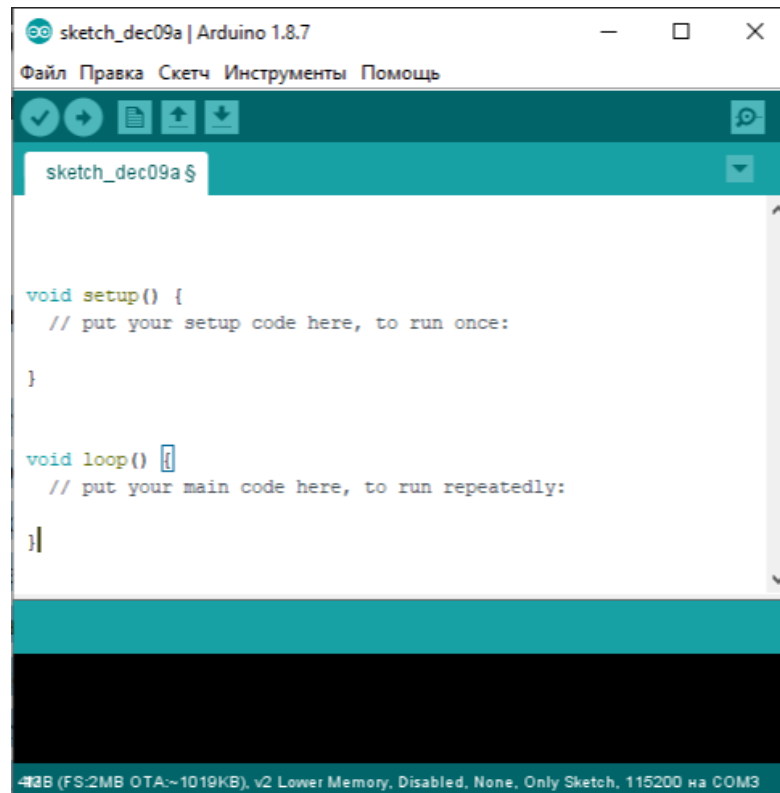 sketch_dec09a | Arduino 1.8.7
Файл Правка Скетч Инструменты Помощь
sketch_dec09a §
void setup() {
// put your setup code here, to run once:
}
void loop() {
// put your main code here, to run repeatedly:
}
(FS:2MB OTA:~1019KB), v2 Lower Memory, Disabled, None, Only Sketch, 115200 на COM3